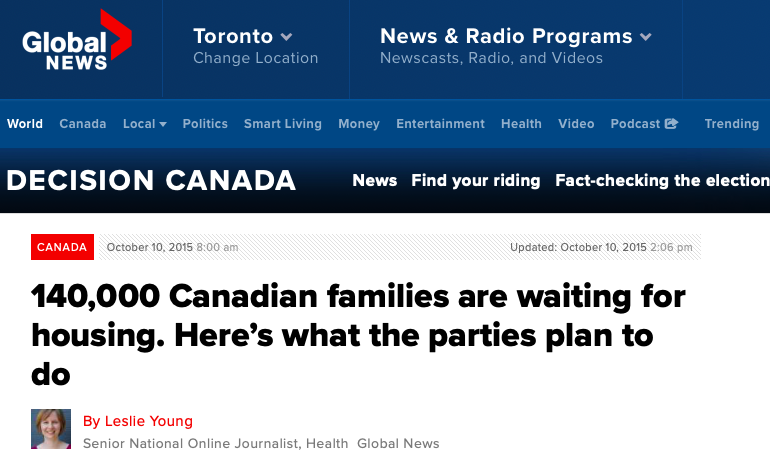 Global
NEWS
Toronto
Change Location
News & Radio Programs
Newscasts, Radio, and Videos
World Canada Local Politics Smart Living Money Entertainment Health Video Podcast Trending
DECISION CANADA News Find your riding Fact-checking the election
CANADA October 10, 2015 8:00 am Updated: October 10, 2015 2:06 pm
140,000 Canadian families are waiting for
housing. Here’s what the parties plan to
do
By Leslie Young
Senior National Online Journalist, Health Global News